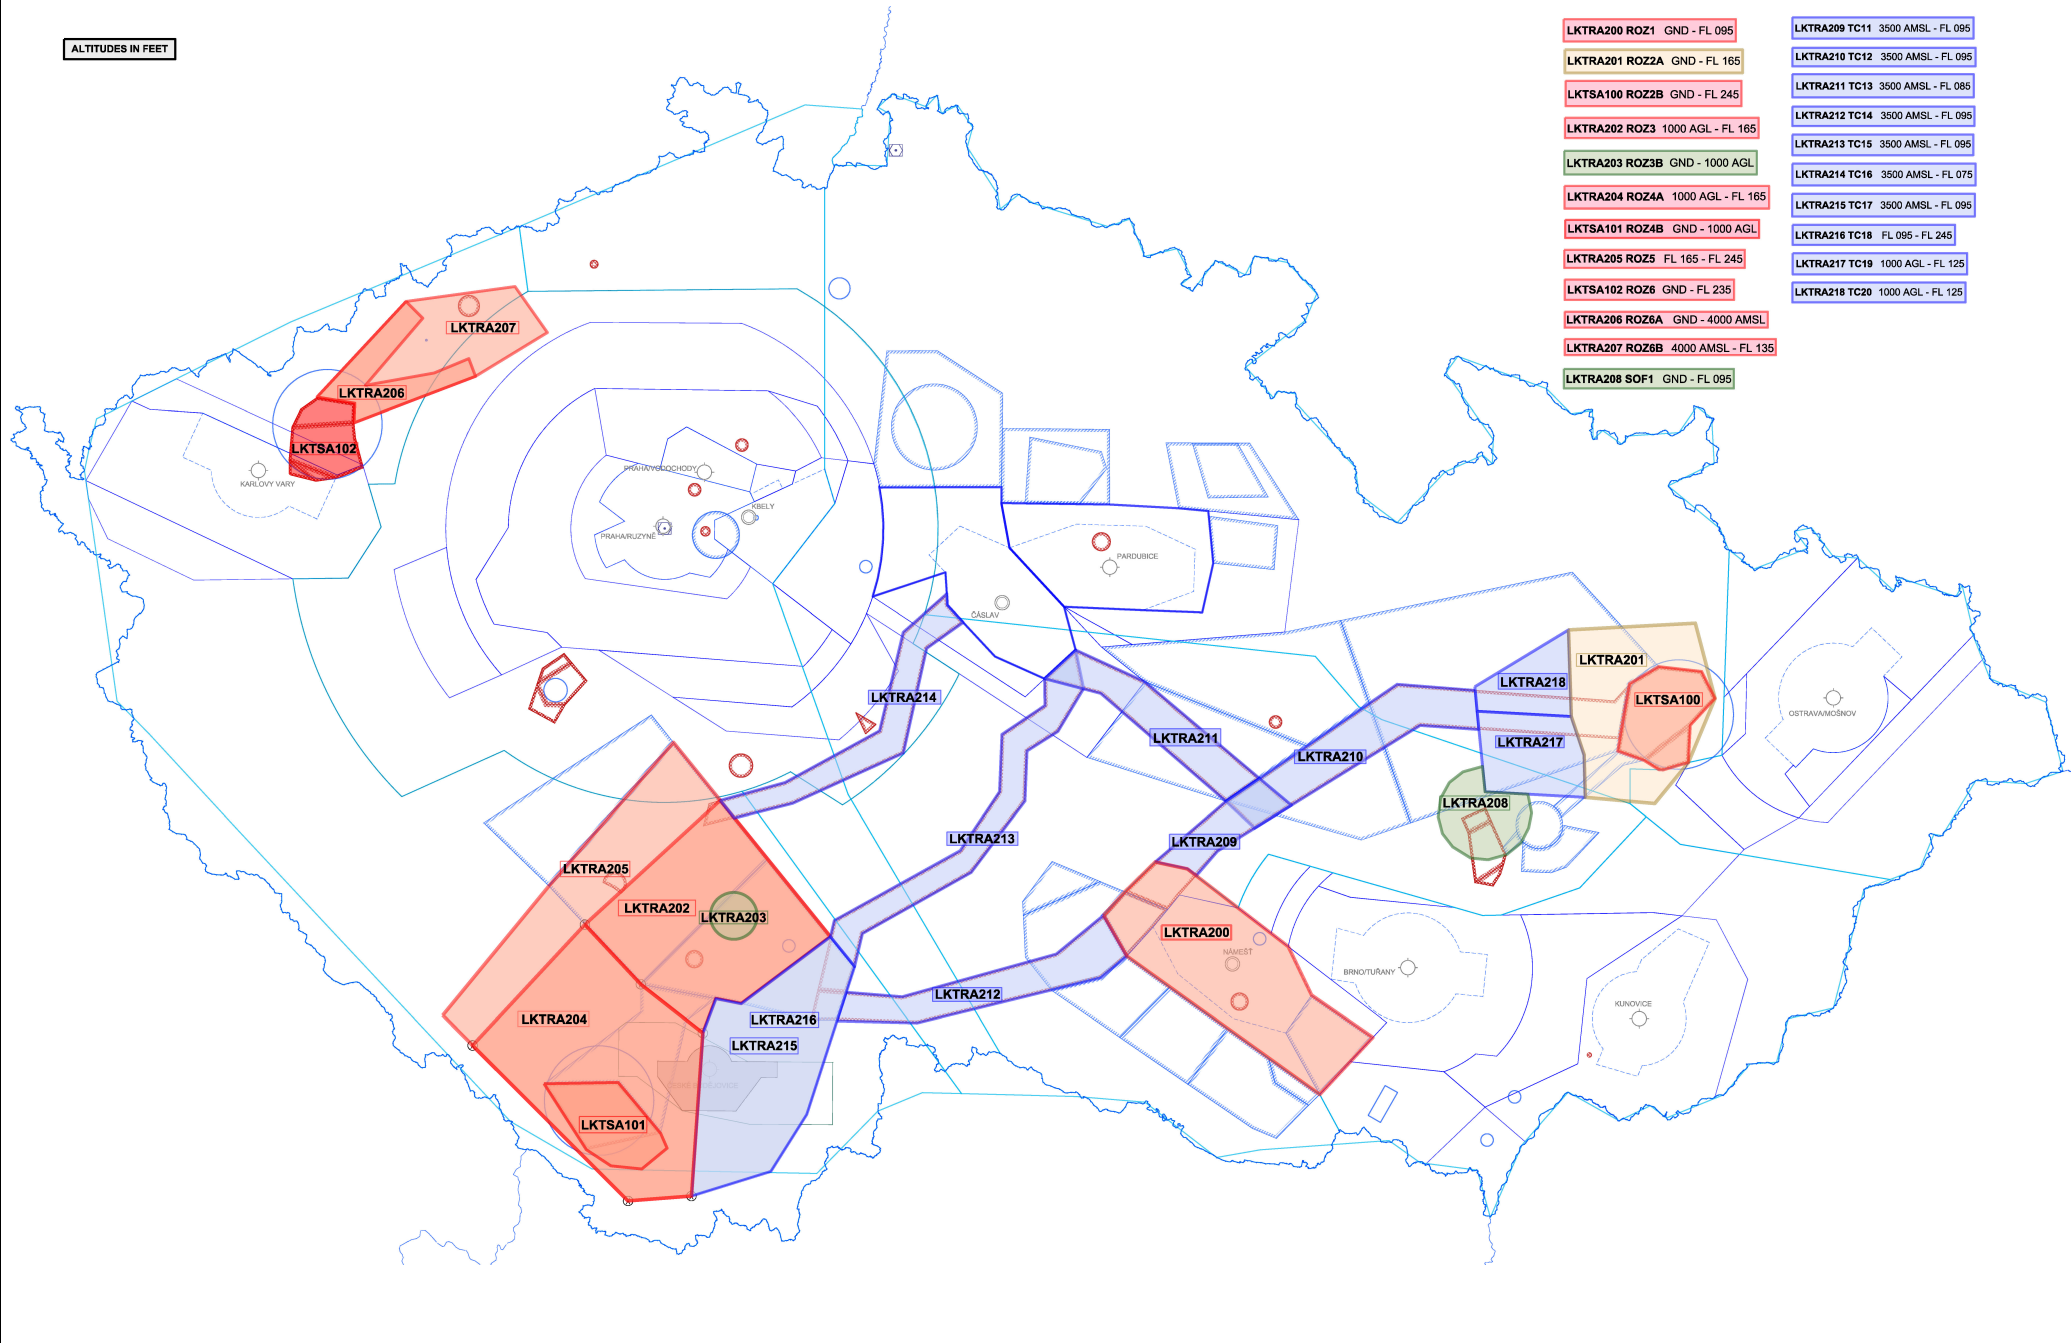 ALTITUDES IN FEET
LKTRA200 ROZ1 GND - FL 095
LKTRA201 ROZ2A GND - FL 165
LKTSA100 ROZ2B GND - FL 245
LKTRA202 ROZ3 1000 AGL - FL 165
LKTRA203 ROZ3B GND - 1000 AGL
LKTRA204 ROZ4A 1000 AGL - FL 165
LKTSA101 ROZ4B GND - 1000 AGL
LKTRA205 ROZ5 FL 165 - FL 245
LKTSA102 ROZ6 GND - FL 235
LKTRA206 ROZ6A GND - 4000 AMSL
LKTRA207 ROZ6B 4000 AMSL - FL 135
LKTRA208 SOF1 GND - FL 095
LKTRA209 TC11 3500 AMSL - FL 095
LKTRA210 TC12 3500 AMSL - FL 095
LKTRA211 TC13 3500 AMSL - FL 085
LKTRA212 TC14 3500 AMSL - FL 095
LKTRA213 TC15 3500 AMSL - FL 095
LKTRA214 TC16 3500 AMSL - FL 075
LKTRA215 TC17 3500 AMSL - FL 095
LKTRA216 TC18 FL 095 - FL 245
LKTRA217 TC19 1000 AGL - FL 125
LKTRA218 TC20 1000 AGL - FL 125
LKTRA207
LKTRA206
LKTSA102
KARLOVY VARY
PRAHA/VODOCHODY
KBELY
PRAHA/RUZYNĚ
PARDUBICE
ČÁSLAV
LKTRA214
LKTRA211
LKTRA210
LKTRA218
LKTRA201
LKTSA100
LKTRA217
OSTRAVA/MOŠNOV
LKTRA208
LKTRA213
LKTRA209
LKTRA205
LKTRA202
LKTRA203
LKTRA200
NÁMĚŠŤ
BRNO/TUŘANY
KUNOVICE
LKTRA212
LKTRA204
LKTRA216
LKTRA215
LKTSA101